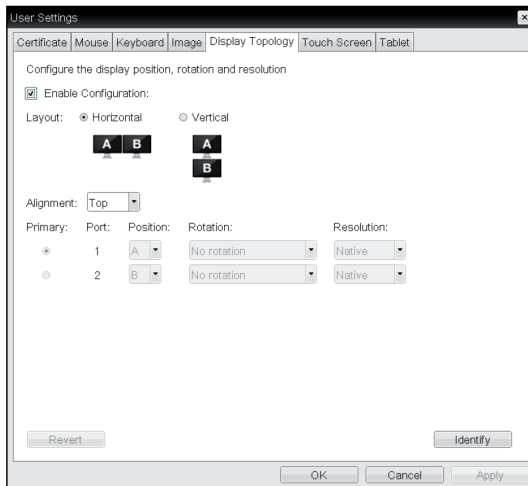 User Settings
Certificate Mouse Keyboard Image Display Topology Touch Screen Tablet
Configure the display position, rotation and resolution
Enable Configuration:
Layout: Horizontal Vertical
A B A
B
Alignment: Top
Primary: Port: Position: Rotation: Resolution:
1 A No rotation Native
2 B No rotation Native
Revert Identify
OK Cancel Apply